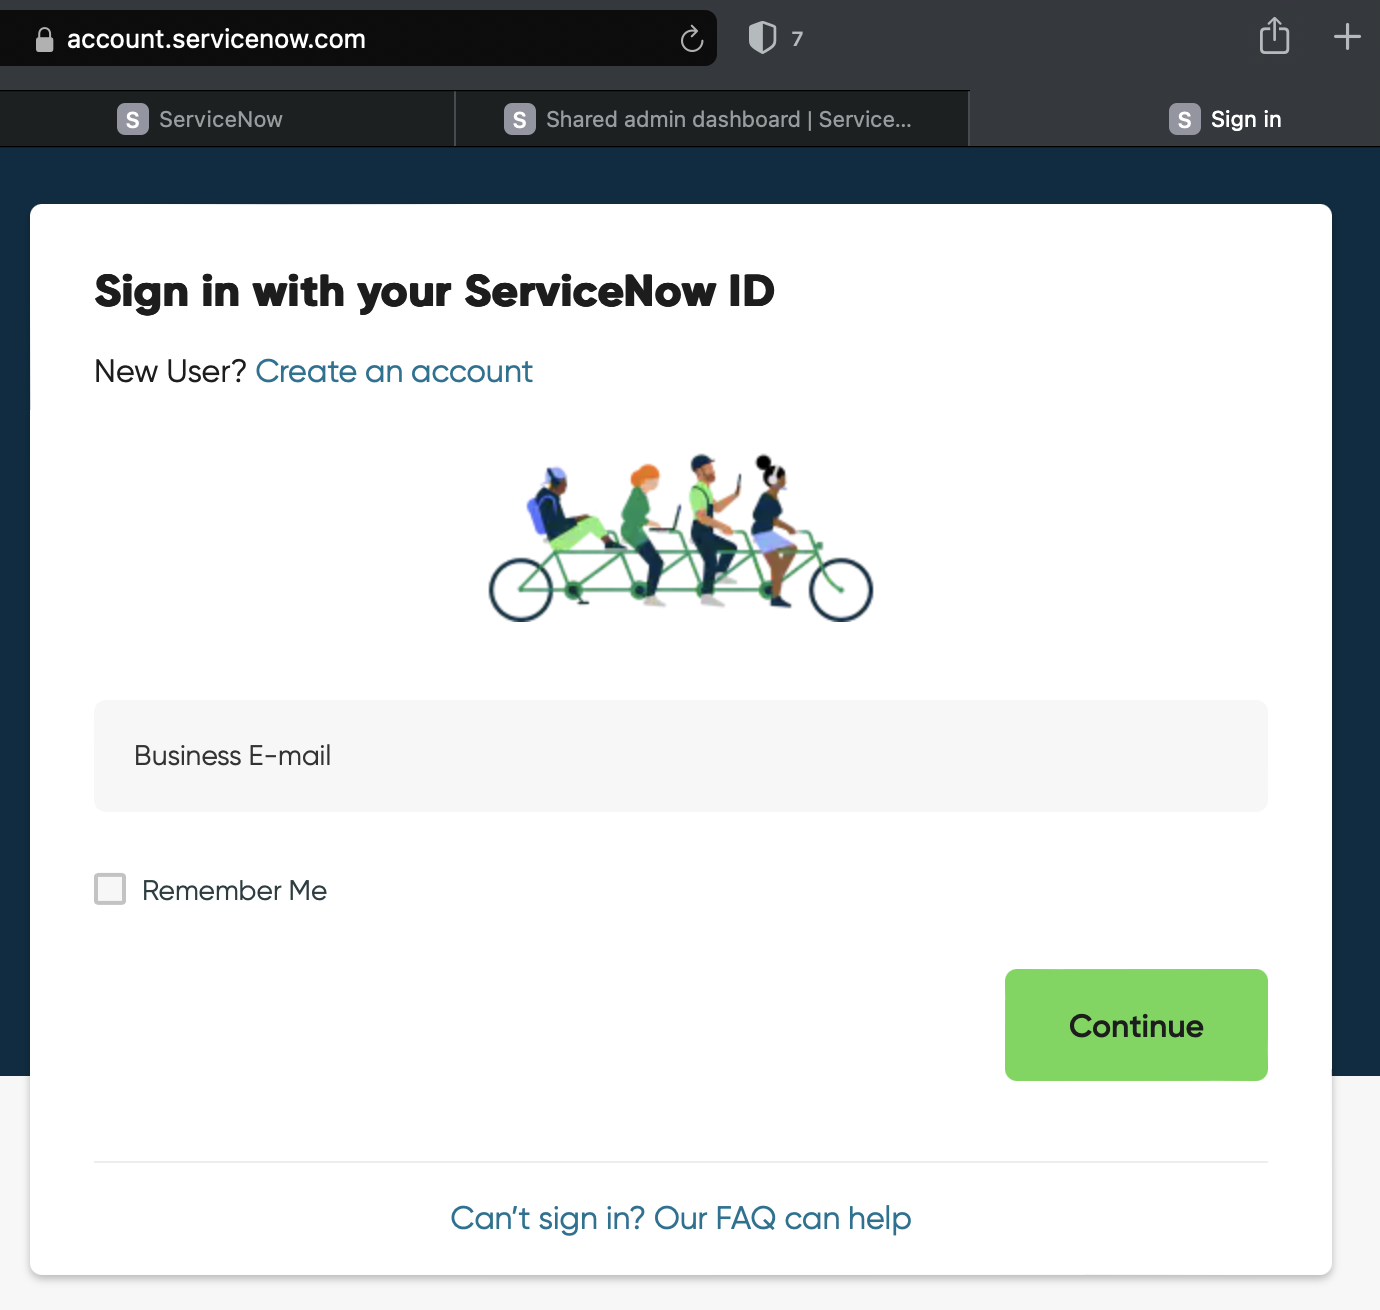 account.servicenow.com
7
S ServiceNow
S Shared admin dashboard | Service...
S Sign in
Sign in with your ServiceNow ID
New User? Create an account
Business E-mail
Remember Me
Continue
Can't sign in? Our FAQ can help